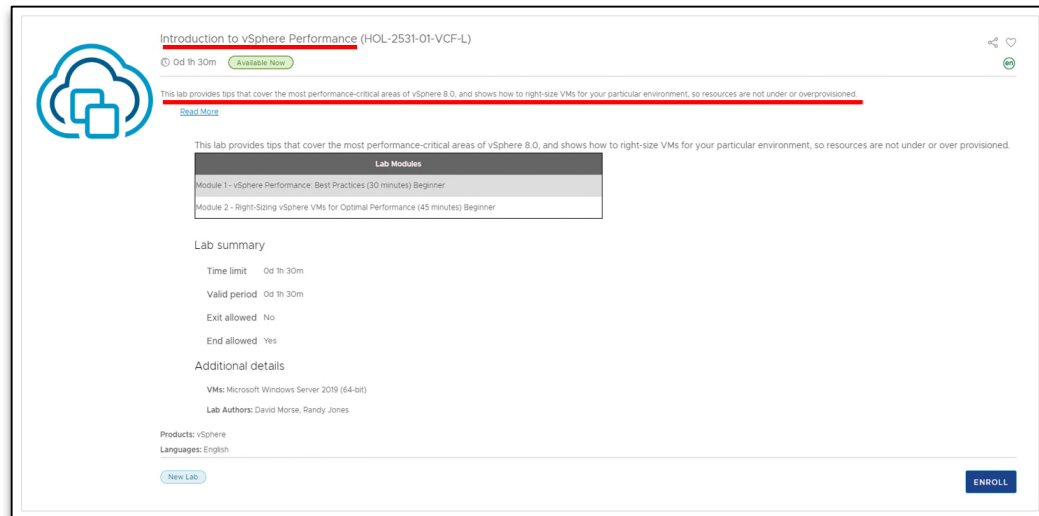 Introduction to vSphere Performance (HOL-2531-01-VCF-L)
0d 1h 30m Available Now
en
This lab provides tips that cover the most performance-critical areas of vSphere 8.0, and shows how to right-size VMs for your particular environment, so resources are not under or overprovisioned.
Read More
This lab provides tips that cover the most performance-critical areas of vSphere 8.0, and shows how to right-size VMs for your particular environment, so resources are not under or over provisioned.
Lab Modules
Module 1 - vSphere Performance: Best Practices (30 minutes) Beginner
Module 2 - Right-Sizing vSphere VMs for Optimal Performance (45 minutes) Beginner
Lab summary
Time limit 0d 1h 30m
Valid period 0d 1h 30m
Exit allowed No
End allowed Yes
Additional details
VMs: Microsoft Windows Server 2019 (64-bit)
Lab Authors: David Morse, Randy Jones
Products: vSphere
Languages: English
New Lab
ENROLL